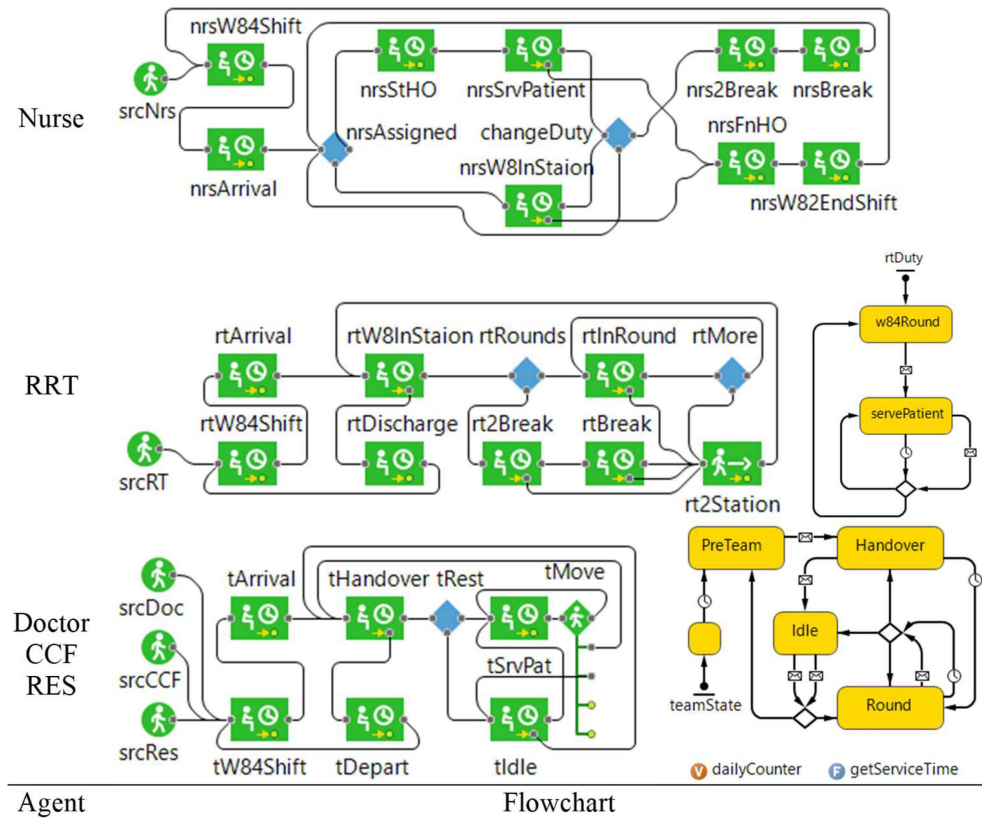 nrsW84Shift
srcNrs
nrsStHO
nrsSrvPatient
nrs2Break
nrsBreak
Nurse
nrsAssigned
changeDuty
nrsFnHO
nrsArrival
nrsW8InStaion
nrsW82EndShift
rtDuty
w84Round
rtArrival
rtW8InStaion
rtRounds
rtInRound
rtMore
RRT
servePatient
rtW84Shift
rtDischarge
rt2Break
rtBreak
srcRT
rt2Station
PreTeam
Handover
tArrival
tHandover
tRest
tMove
srcDoc
Doctor
CCF
RES
Idle
srcCCF
tSrvPat
teamState
Round
srcRes
tW84Shift
tDepart
tIdle
V dailyCounter
F getServiceTime
Agent
Flowchart